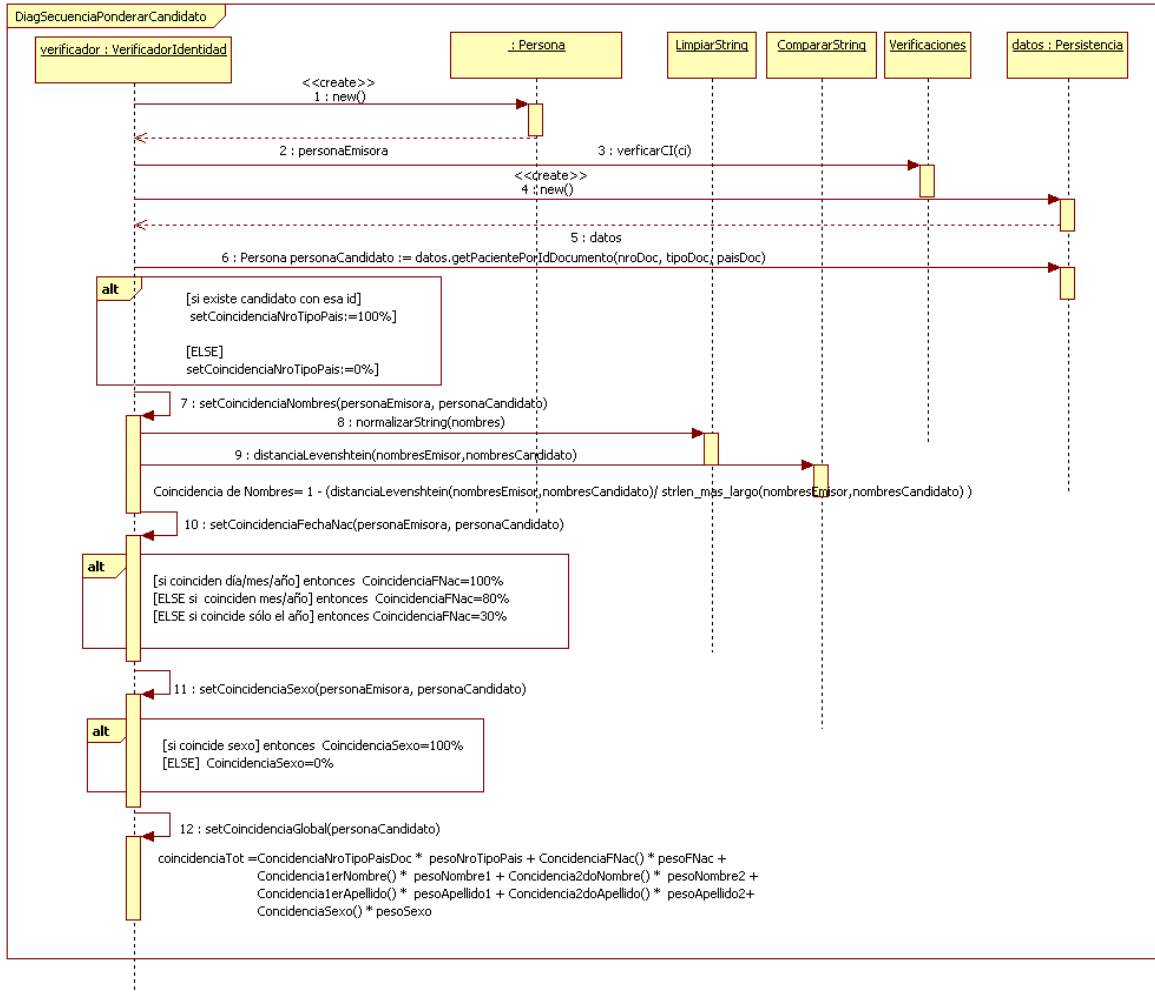 DiagSecuenciaPonderarCandidato
verificador : VerificadorIdentidad
: Persona
LimpiarString
CompararString
Verificaciones
datos : Persistencia
<<create>>
1 : new()
2 : personaEmisora
3 : verficarCI(ci)
<<create>>
4 : new()
5 : datos
6 : Persona personaCandidato := datos.getPacientePorIdDocumento(nroDoc, tipoDoc, paisDoc)
alt
[si existe candidato con esa id]
setCoincidenciaNroTipoPais:=100%]
[ELSE]
setCoincidenciaNroTipoPais:=0%]
7 : setCoincidenciaNombres(personaEmisora, personaCandidato)
8 : normalizarString(nombres)
9 : distanciaLevenshtein(nombresEmisor,nombresCandidato)
Coincidencia de Nombres= 1 - (distanciaLevenshtein(nombresEmisor,nombresCandidato)/ strlen_mas_largo(nombresEmisor,nombresCandidato) )
10 : setCoincidenciaFechaNac(personaEmisora, personaCandidato)
alt
[si coinciden día/mes/año] entonces CoincidenciaFNac=100%
[ELSE si coinciden mes/año] entonces CoincidenciaFNac=80%
[ELSE si coincide sólo el año] entonces CoincidenciaFNac=30%
11 : setCoincidenciaSexo(personaEmisora, personaCandidato)
alt
[si coincide sexo] entonces CoincidenciaSexo=100%
[ELSE] CoincidenciaSexo=0%
12 : setCoincidenciaGlobal(personaCandidato)
coincidenciaTot =ConcidenciaNroTipoPaisDoc * pesoNroTipoPais + ConcidenciaFNac() * pesoFNac +
Concidencia1erNombre() * pesoNombre1 + Concidencia2doNombre() * pesoNombre2 +
Concidencia1erApellido() * pesoApellido1 + Concidencia2doApellido() * pesoApellido2+
ConcidenciaSexo() * pesoSexo